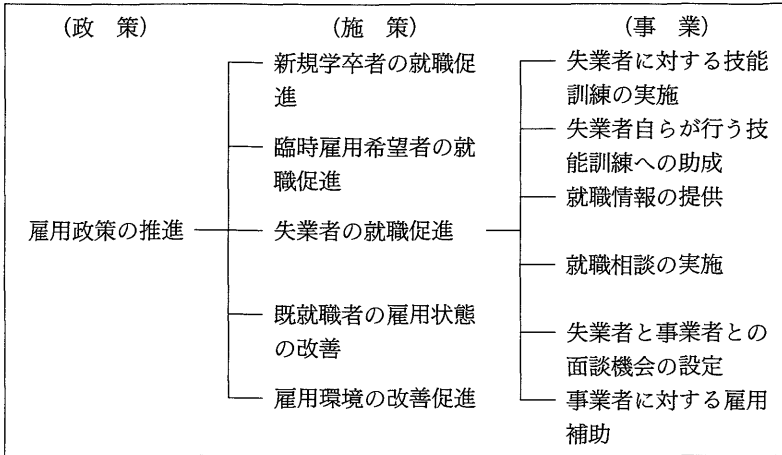 (政 策)
(施 策)
(事 業)
雇用政策の推進
新規学卒者の就職促
進
臨時雇用希望者の就
職促進
失業者の就職促進
既就職者の雇用状態
の改善
雇用環境の改善促進
失業者に対する技能
訓練の実施
失業者自らが行う技
能訓練への助成
就職情報の提供
就職相談の実施
失業者と事業者との
面談機会の設定
事業者に対する雇用
補助